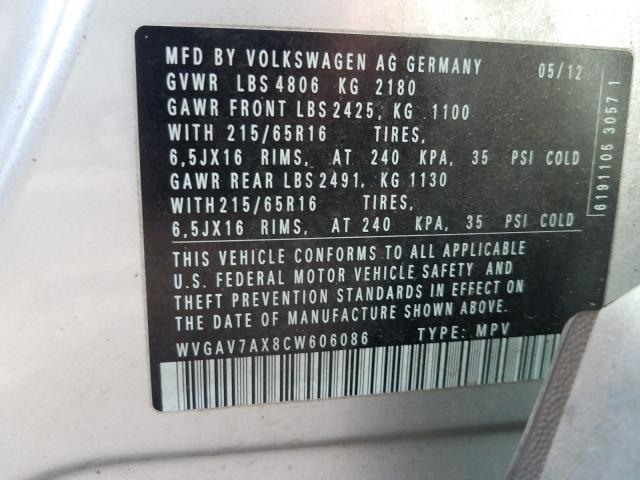 MFD BY VOLKSWAGEN AG GERMANY 05/12
GVWR LBS 4806 KG 2180
GAWR FRONT LBS 2425, KG 1100
WITH 215/65R16 TIRES,
6,5JX16 RIMS, AT 240 KPA, 35 PSI COLD
GAWR REAR LBS 2491, KG 1130
WITH 215/65R16 TIRES,
6,5JX16 RIMS, AT 240 KPA, 35 PSI COLD
THIS VEHICLE CONFORMS TO ALL APPLICABLE
U.S. FEDERAL MOTOR VEHICLE SAFETY AND
THEFT PREVENTION STANDARDS IN EFFECT ON
THE DATE OF MANUFACTURE SHOWN ABOVE.
WVGAV7AX8CW606086 TYPE: MPV
6191105 3057 1